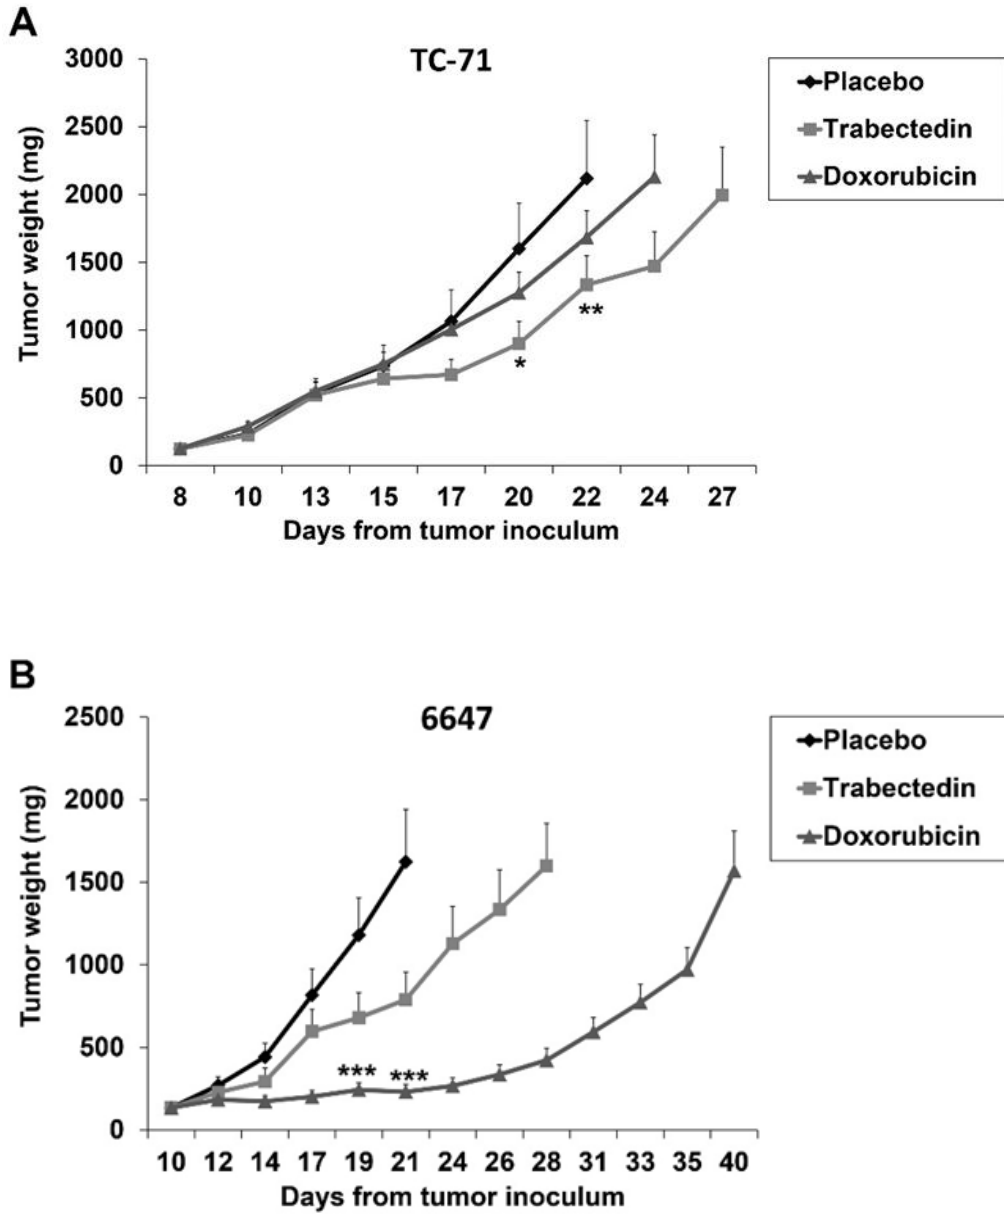 A
TC-71
3000
2500
2000
1500
1000
500
0
Tumor weight (mg)
8 10 13 15 17 20 22 24 27
Days from tumor inoculum
* **
Placebo
Trabectedin
Doxorubicin
B
6647
2500
2000
1500
1000
500
0
Tumor weight (mg)
*** ***
10 12 14 17 19 21 24 26 28 31 33 35 40
Days from tumor inoculum
Placebo
Trabectedin
Doxorubicin